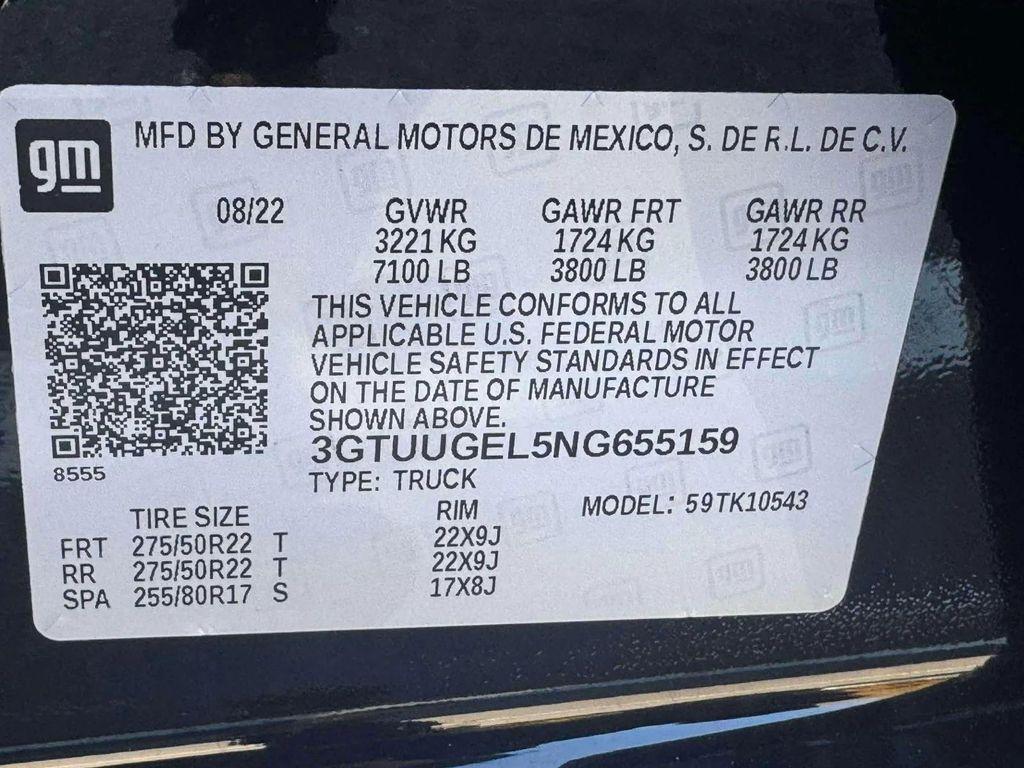 gm
MFD BY GENERAL MOTORS DE MEXICO, S. DE R.L. DE C.V.
08/22 GVWR GAWR FRT GAWR RR
3221 KG 1724 KG 1724 KG
7100 LB 3800 LB 3800 LB
THIS VEHICLE CONFORMS TO ALL
APPLICABLE U.S. FEDERAL MOTOR
VEHICLE SAFETY STANDARDS IN EFFECT
ON THE DATE OF MANUFACTURE
SHOWN ABOVE.
3GTUUGEL5NG655159
8555
TYPE: TRUCK
TIRE SIZE RIM MODEL: 59TK10543
FRT 275/50R22 T 22X9J
RR 275/50R22 T 22X9J
SPA 255/80R17 S 17X8J